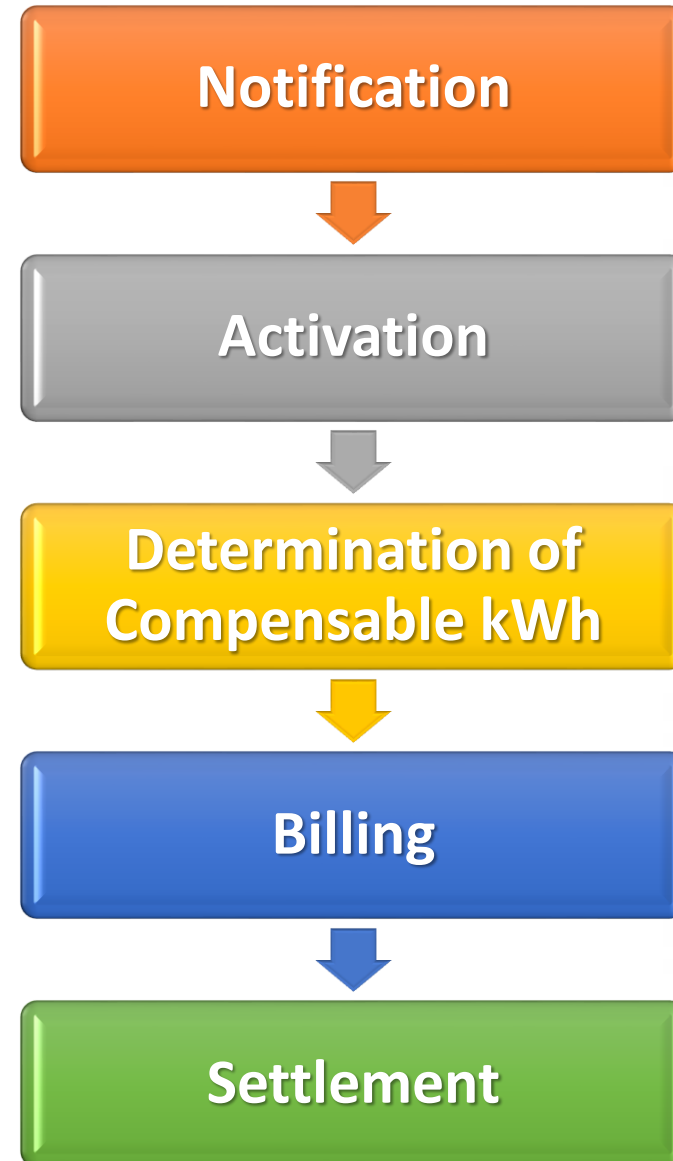 Notification
Activation
Determination of
Compensable kWh
Billing
Settlement